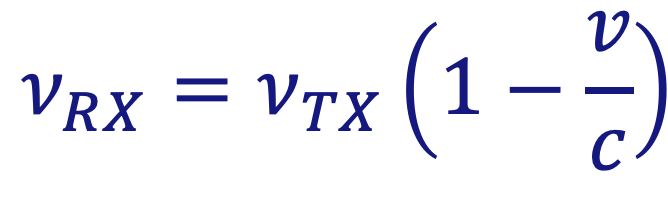 ν_RX = ν_TX (1 − v/c)